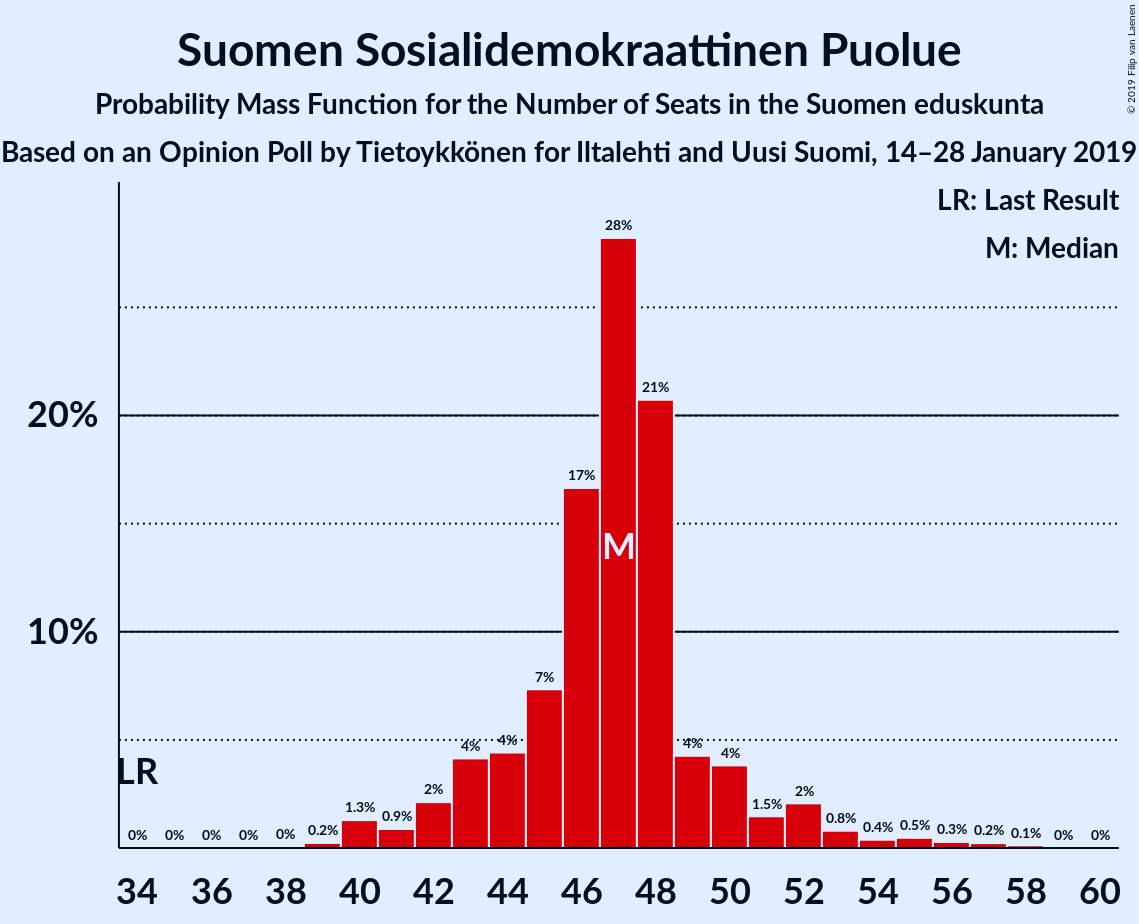 Suomen Sosialidemokraattinen Puolue
Probability Mass Function for the Number of Seats in the Suomen eduskunta
Based on an Opinion Poll by Tietoykkönen for Iltalehti and Uusi Suomi, 14–28 January 2019
© 2019 Filip van Laenen
LR: Last Result
M: Median
28%
21%
20%
17%
M
10%
7%
4% 4% 4% 4%
LR
2% 2%
1.3% 1.5%
0% 0% 0% 0% 0% 0.2% 0.9% 0.8% 0.4% 0.5% 0.3% 0.2% 0.1% 0% 0%
34 36 38 40 42 44 46 48 50 52 54 56 58 60